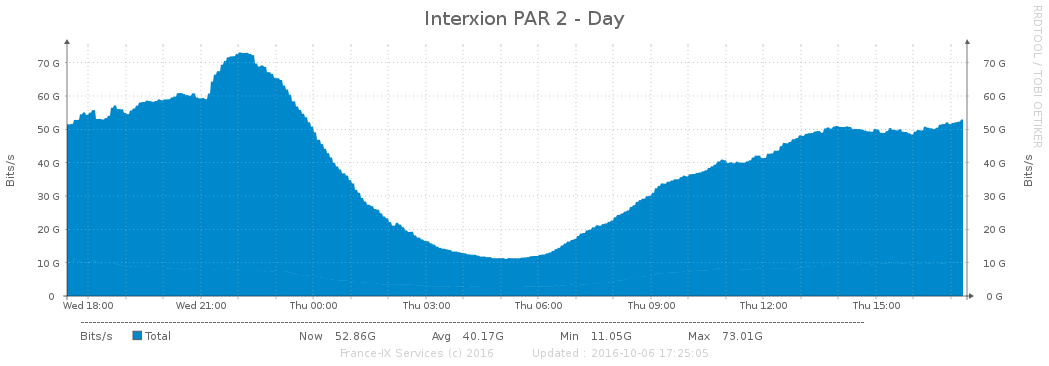 Interxion PAR 2 - Day
RRDTOOL / TOBI OETIKER
Bits/s
70 G 70 G
60 G 60 G
50 G 50 G
40 G 40 G
30 G 30 G
20 G 20 G
10 G 10 G
0 0 G
Bits/s
Wed 18:00 Wed 21:00 Thu 00:00 Thu 03:00 Thu 06:00 Thu 09:00 Thu 12:00 Thu 15:00
Bits/s Total Now 52.86G Avg 40.17G Min 11.05G Max 73.01G
France-IX Services (c) 2016 Updated : 2016-10-06 17:25:05